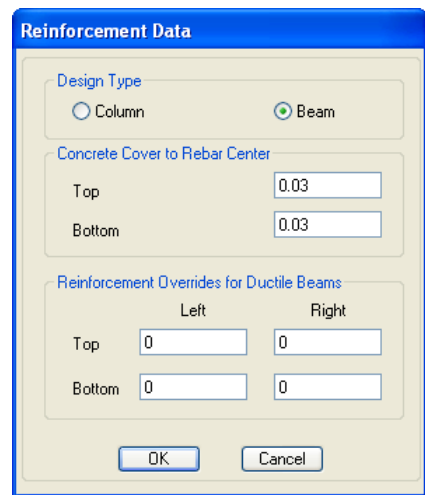 Reinforcement Data
Design Type
Column Beam
Concrete Cover to Rebar Center
Top 0.03
Bottom 0.03
Reinforcement Overrides for Ductile Beams
Left Right
Top 0 0
Bottom 0 0
OK Cancel